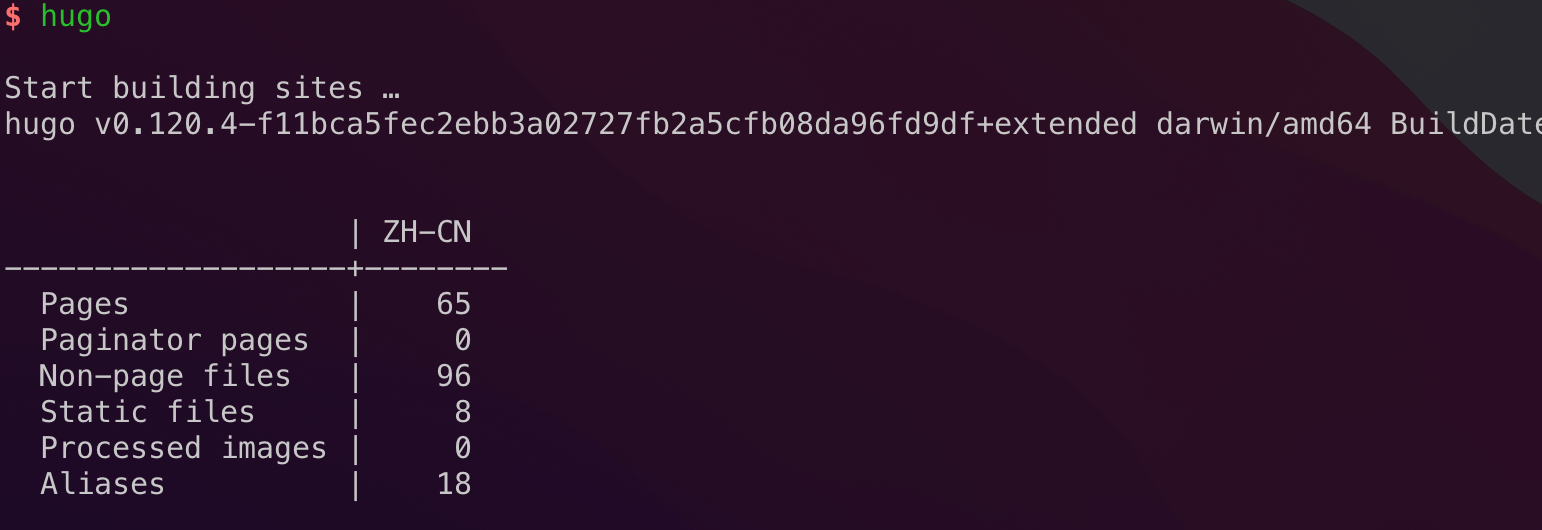 $ hugo
Start building sites …
hugo v0.120.4-f11bca5fec2ebb3a02727fb2a5cfb08da96fd9df+extended darwin/amd64 BuildDate
| ZH-CN
-------------------+--------
Pages | 65
Paginator pages | 0
Non-page files | 96
Static files | 8
Processed images | 0
Aliases | 18